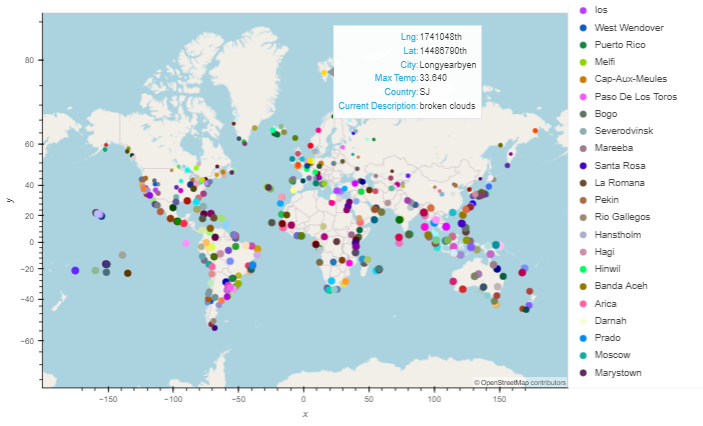 Lng: 1741048th
Lat: 14486790th
City: Longyearbyen
Max Temp: 33.640
Country: SJ
Current Description: broken clouds
80
60
40
20
0
−20
−40
−60
y
−150
−100
−50
0
50
100
150
x
© OpenStreetMap contributors
Ios
West Wendover
Puerto Rico
Melfi
Cap-Aux-Meules
Paso De Los Toros
Bogo
Severodvinsk
Mareeba
Santa Rosa
La Romana
Pekin
Rio Gallegos
Hanstholm
Hagi
Hinwil
Banda Aceh
Arica
Darnah
Prado
Moscow
Marystown